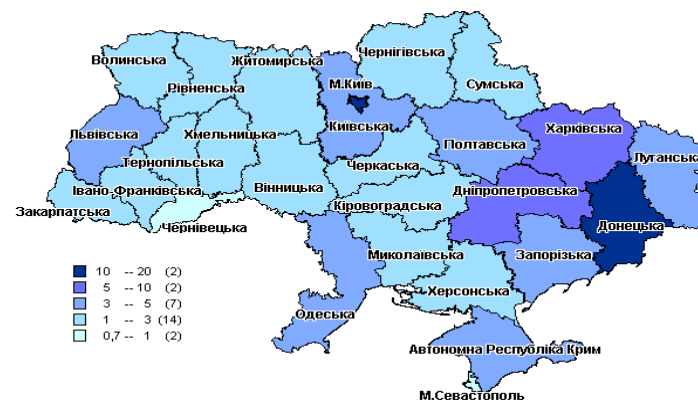 Чернігівська
Волинська
Житомирська
Сумська
М.Київ
Рівненська
Харківська
Львівська
Хмельницька
Київська
Полтавська
Луганська
Тернопільська
Черкаська
Івано-Франківська
Вінницька
Дніпропетровська
Закарпатська
Кіровоградська
Чернівецька
Донецька
Миколаївська
Запорізька
Херсонська
Одеська
Автономна Республіка Крим
М.Севастополь
10 -- 20 (2)
5 -- 10 (2)
3 -- 5 (7)
1 -- 3 (14)
0,7 -- 1 (2)